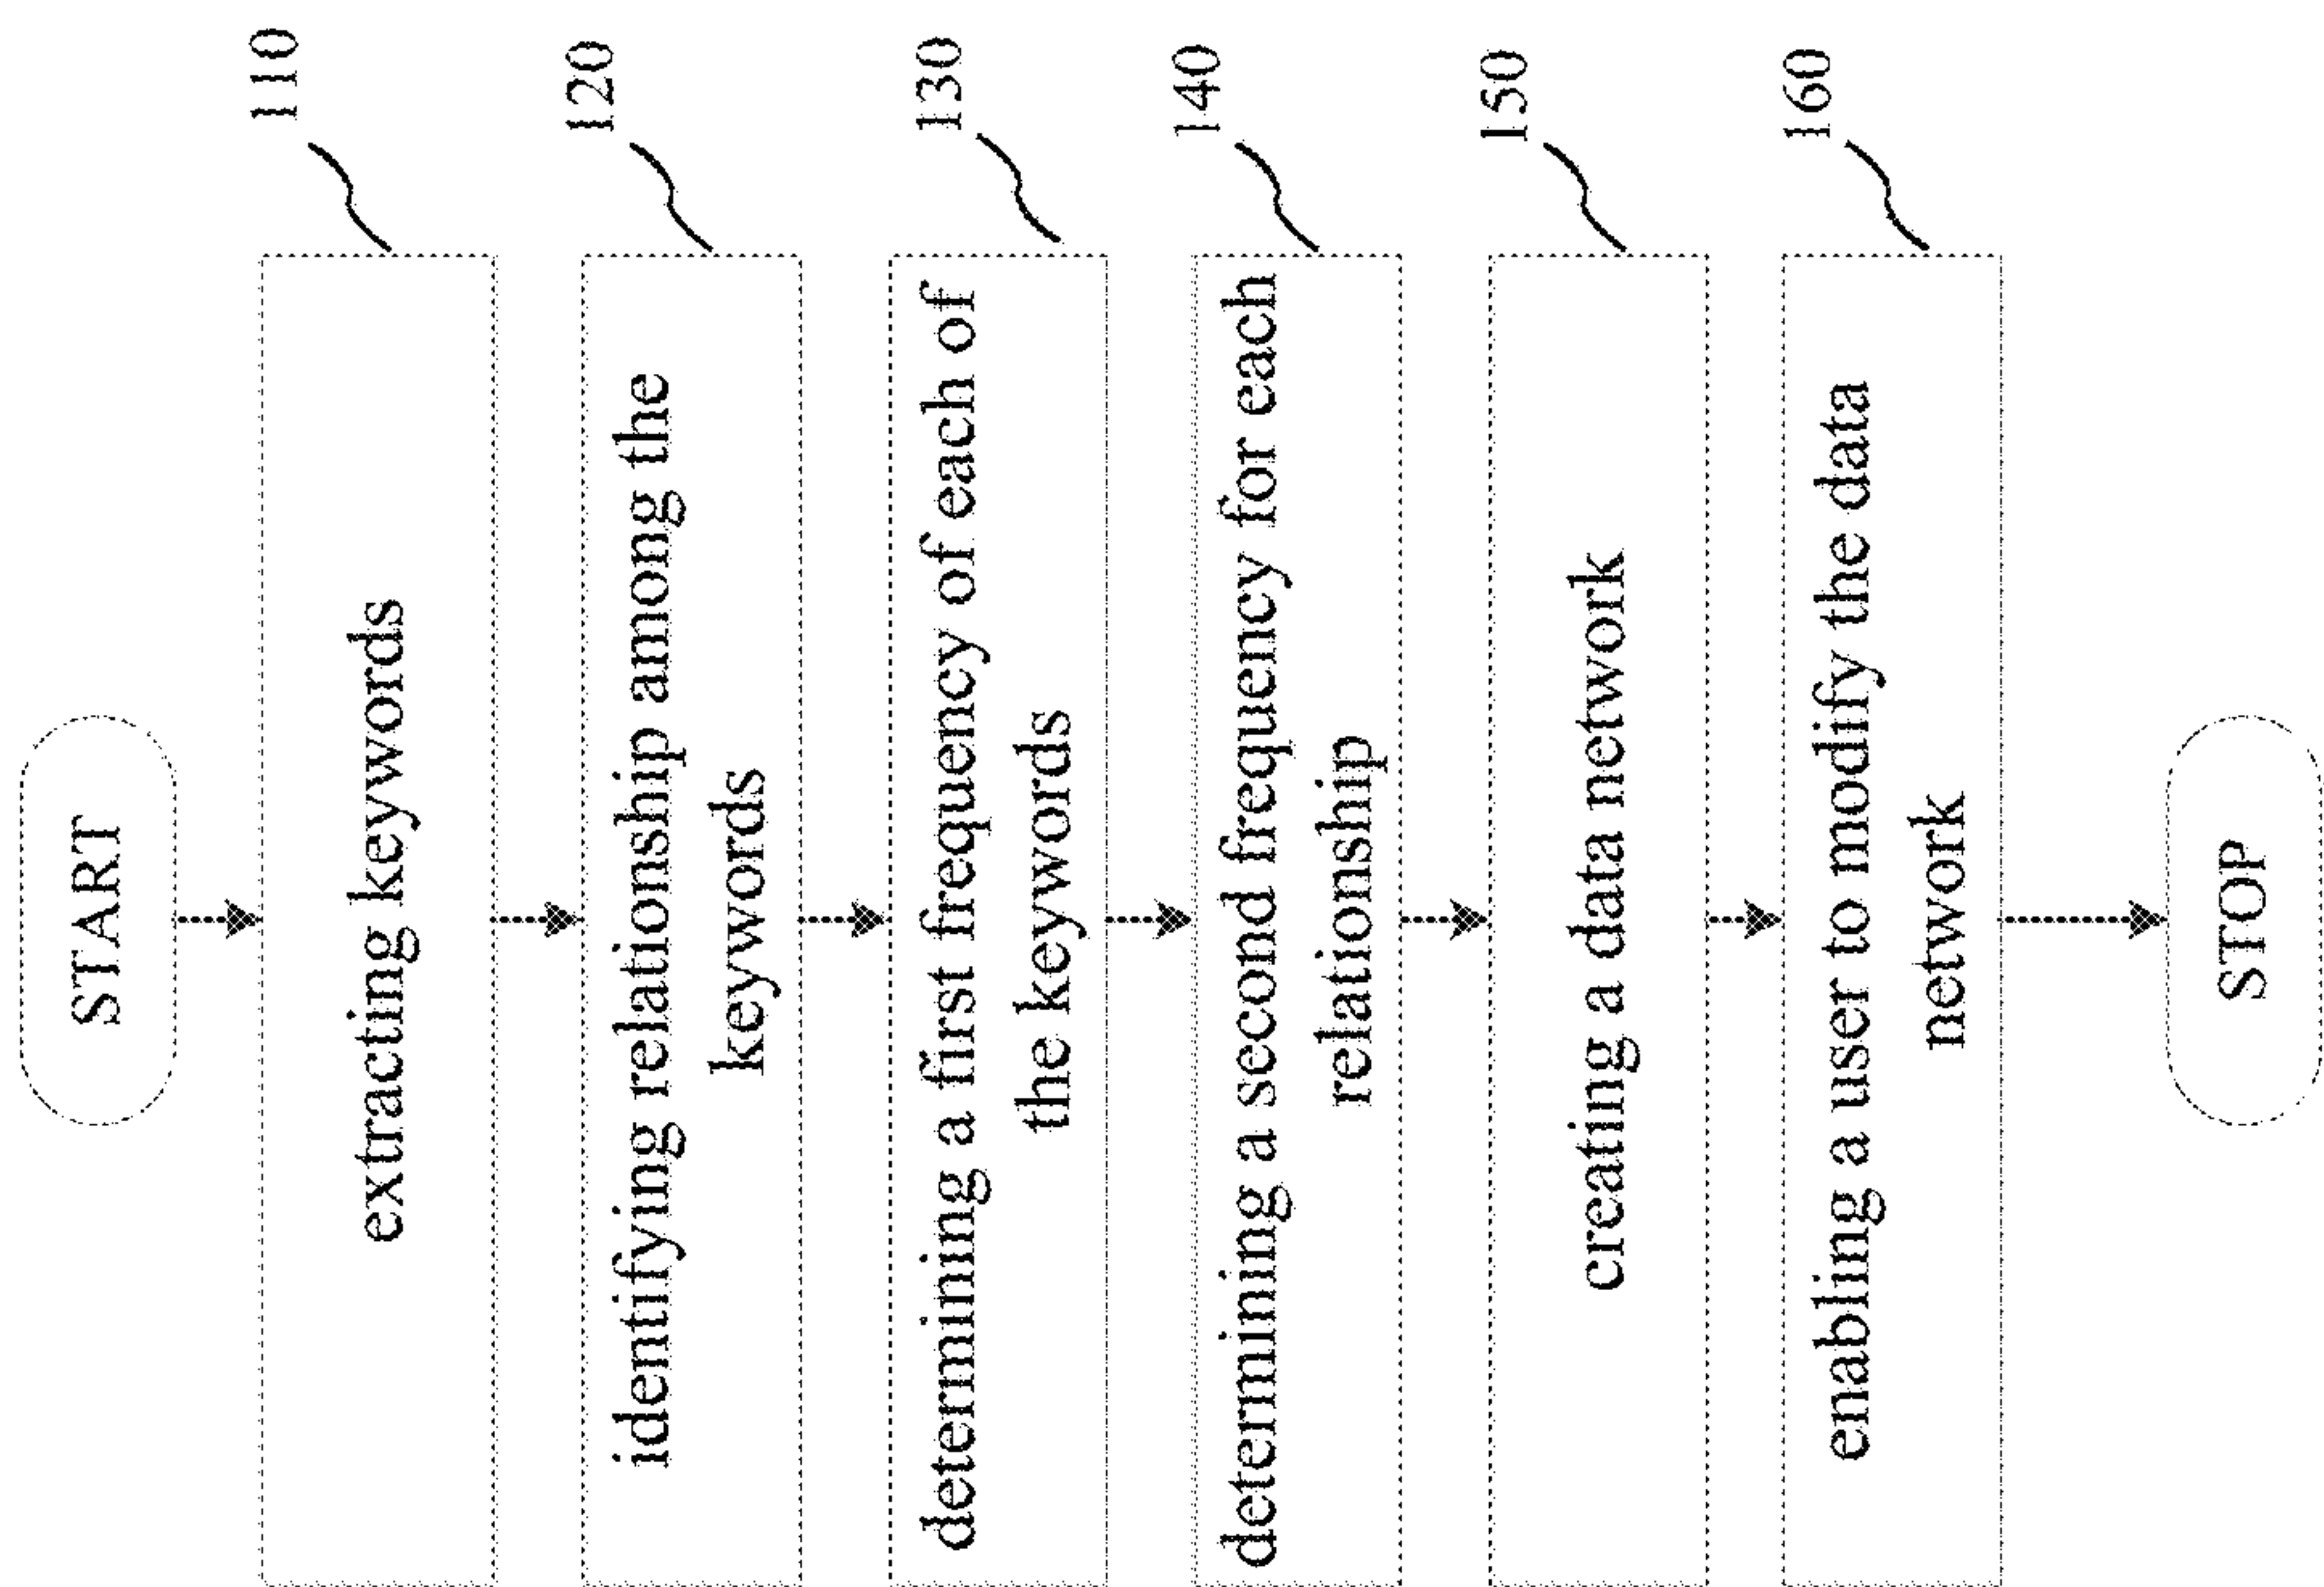 START
110
extracting keywords
120
identifying relationship among the
keywords
130
determining a first frequency of each of
the keywords
140
determining a second frequency for each
relationship
150
creating a data network
160
enabling a user to modify the data
network
STOP